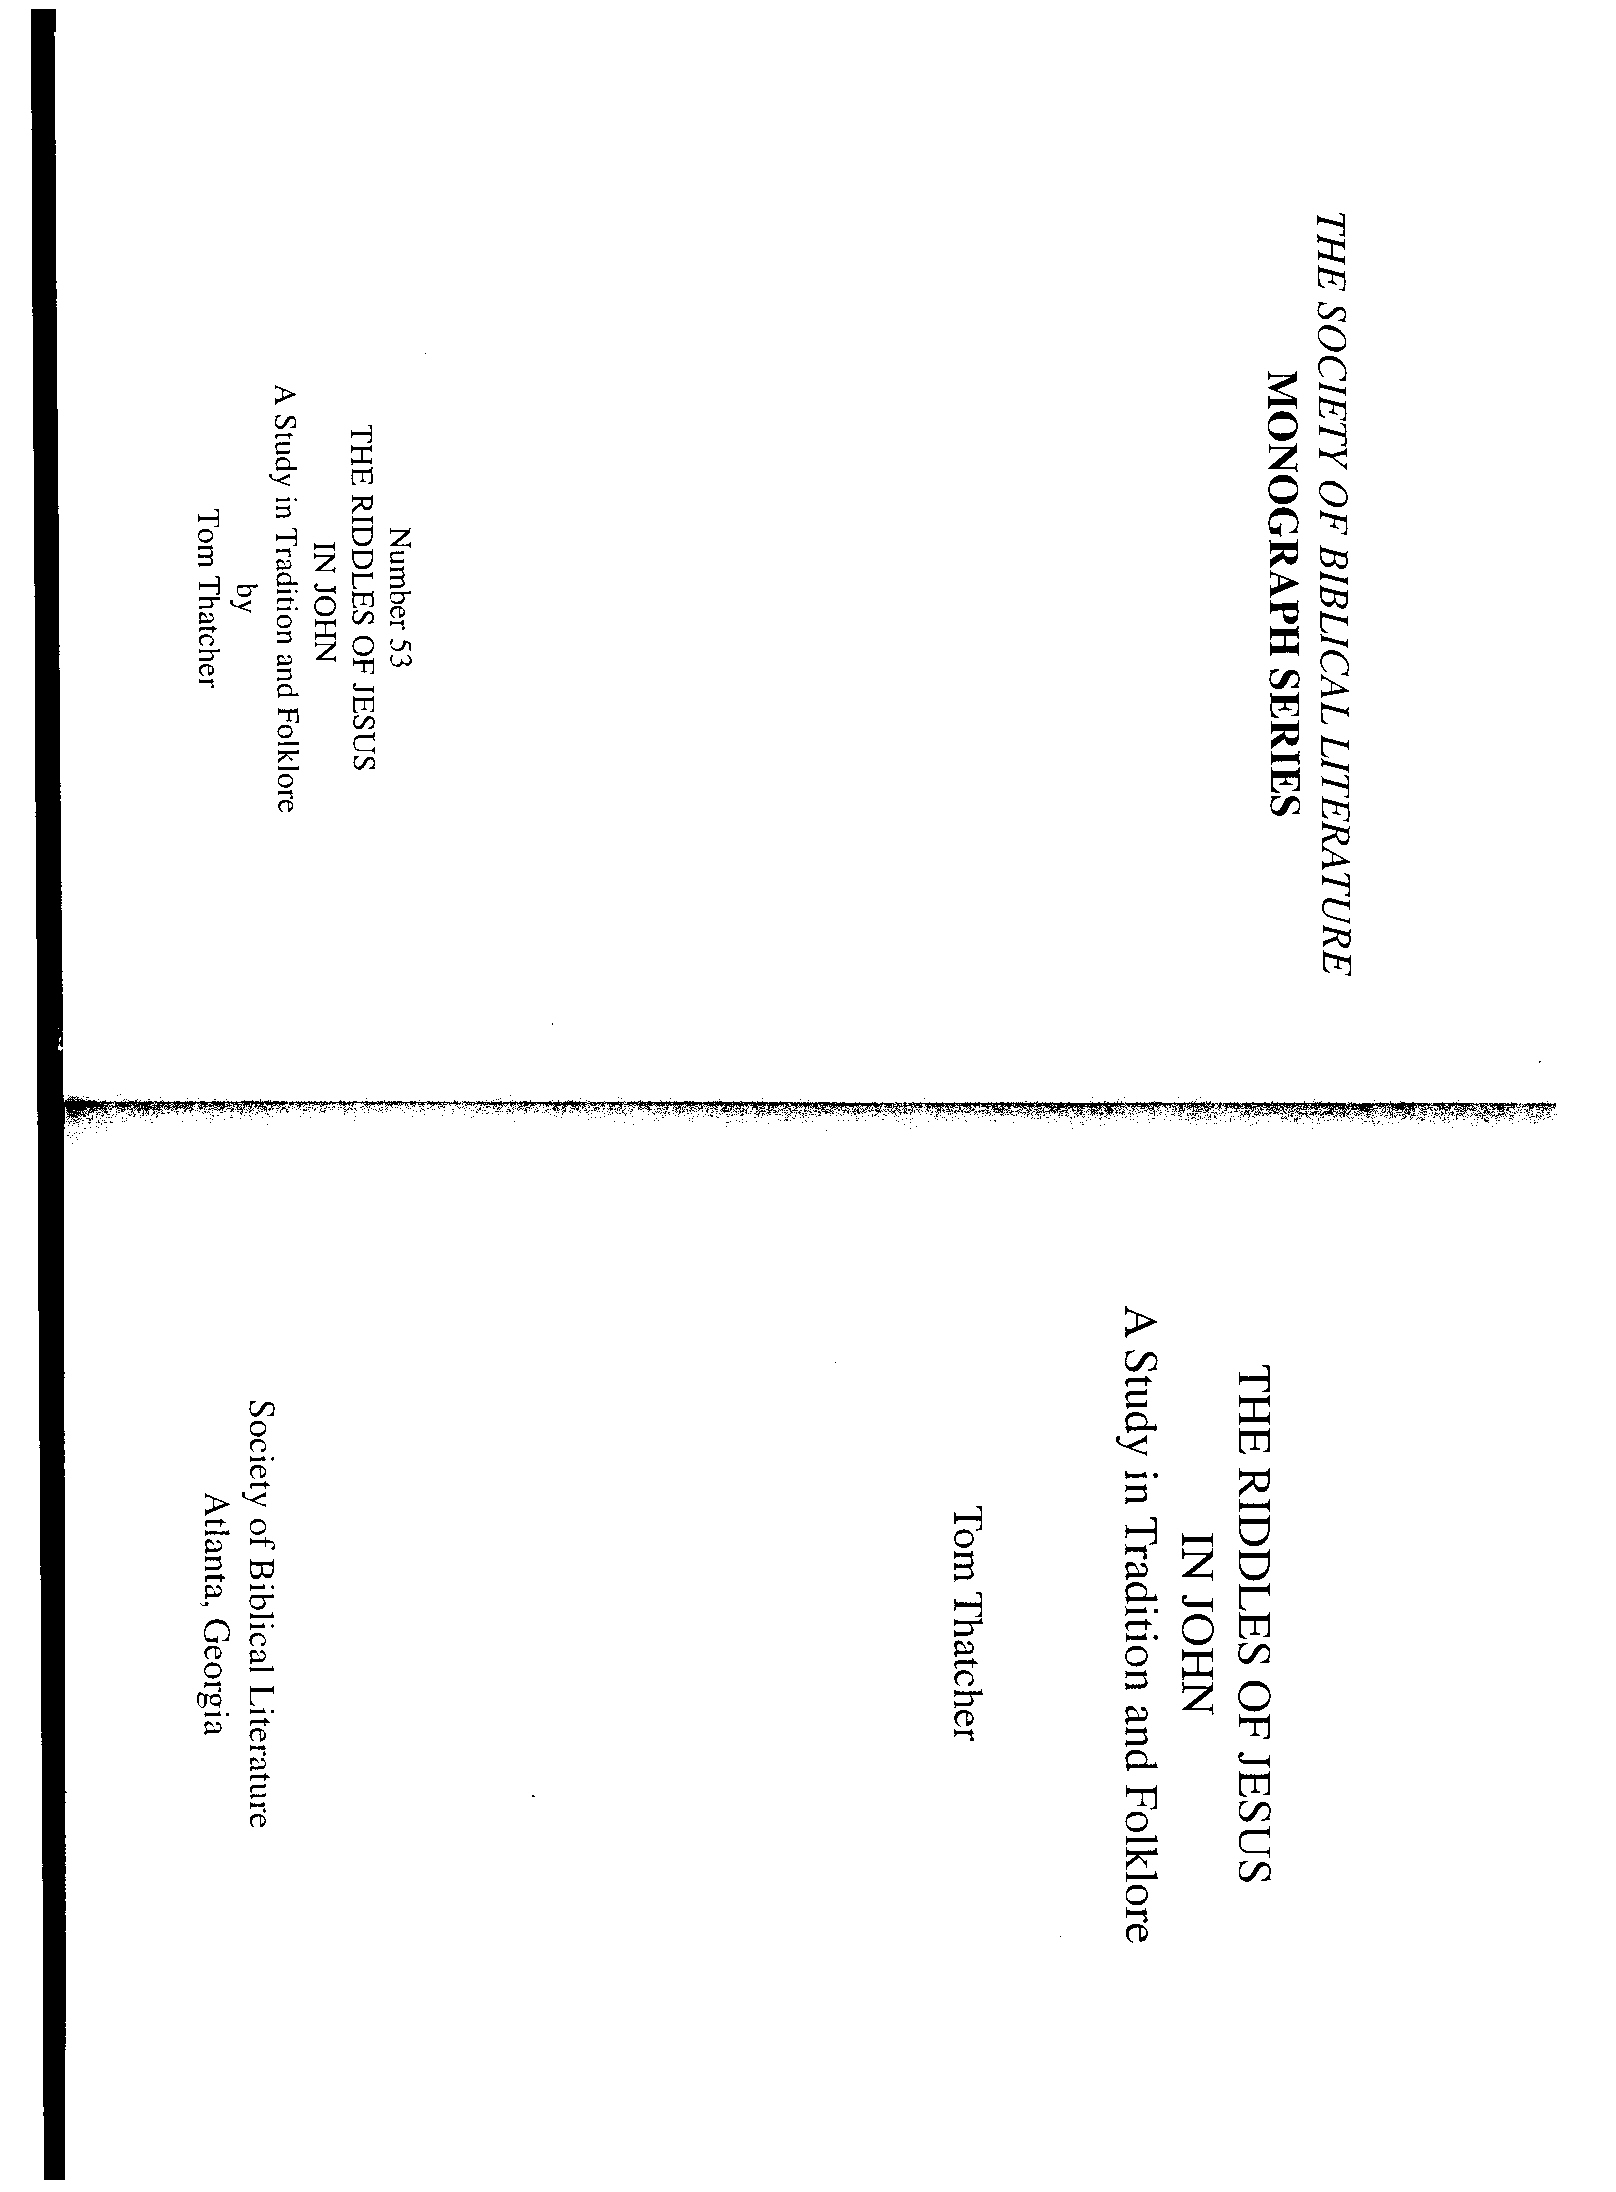 THE SOCIETY OF BIBLICAL LITERATURE
MONOGRAPH SERIES
Number 53
THE RIDDLES OF JESUS
IN JOHN
A Study in Tradition and Folklore
by
Tom Thatcher
THE RIDDLES OF JESUS
IN JOHN
A Study in Tradition and Folklore
Tom Thatcher
Society of Biblical Literature
Atlanta, Georgia